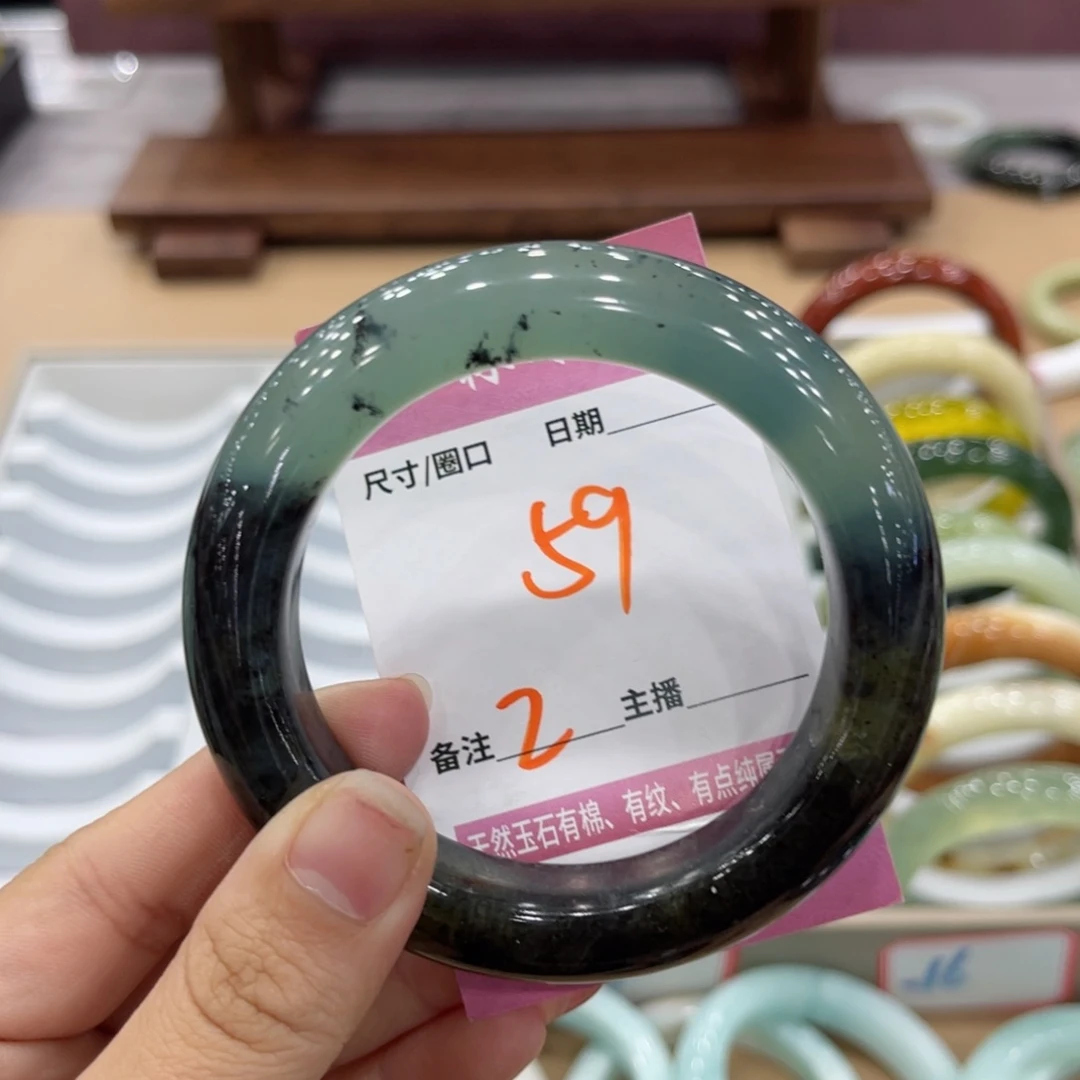 尺寸/圈口 日期
59
备注 2 主播
天然玉石有棉、有纹、有点纯属